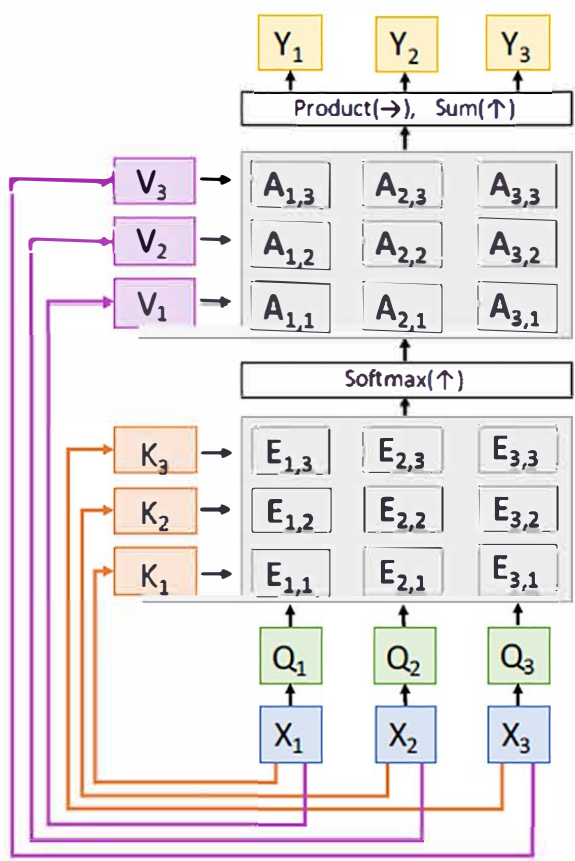 Y₁ Y₂ Y₃
Product(→), Sum(↑)
V₃ A₁,₃ A₂,₃ A₃,₃
V₂ A₁,₂ A₂,₂ A₃,₂
V₁ A₁,₁ A₂,₁ A₃,₁
Softmax(↑)
K₃ E₁,₃ E₂,₃ E₃,₃
K₂ E₁,₂ E₂,₂ E₃,₂
K₁ E₁,₁ E₂,₁ E₃,₁
Q₁ Q₂ Q₃
X₁ X₂ X₃